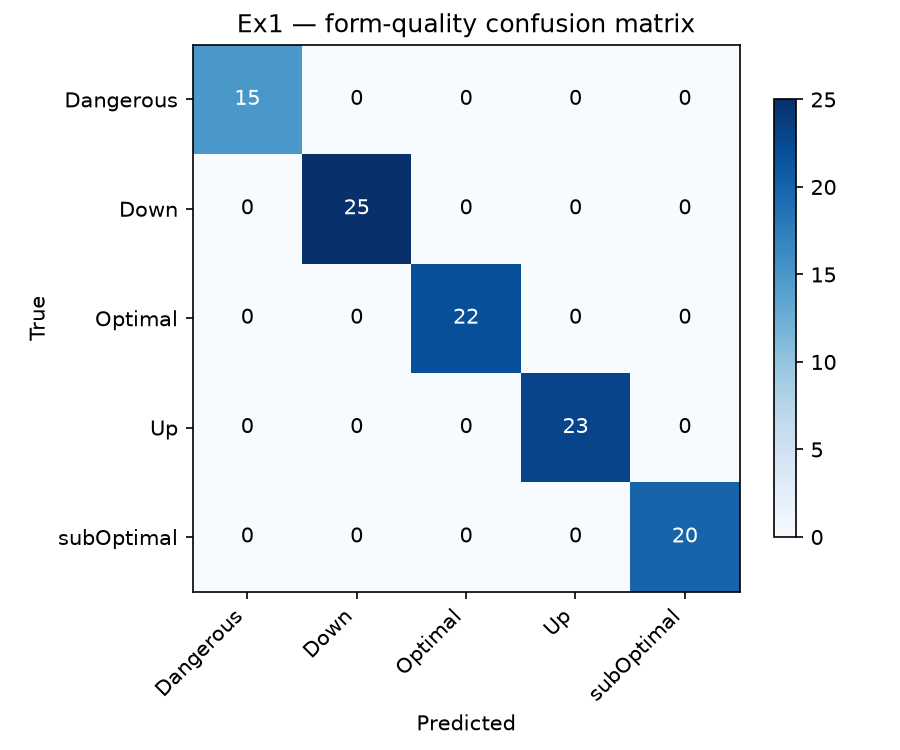 Ex1 — form-quality confusion matrix
True
Dangerous 15 0 0 0 0
Down 0 25 0 0 0
Optimal 0 0 22 0 0
Up 0 0 0 23 0
subOptimal 0 0 0 0 20
Dangerous Down Optimal Up subOptimal
Predicted
25
20
15
10
5
0